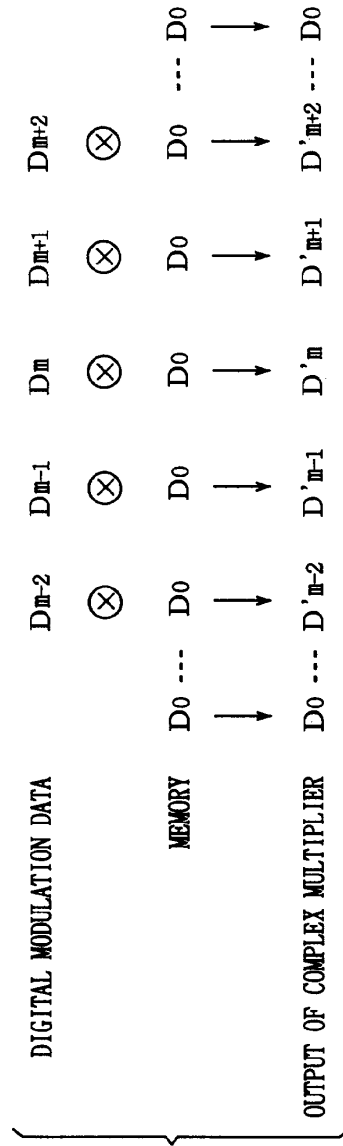 DIGITAL MODULATION DATA Dm-2 Dm-1 Dm Dm+1 Dm+2
MEMORY D0 --- D0 D0 D0 D0 D0 --- D0
OUTPUT OF COMPLEX MULTIPLIER D0 --- D'm-2 D'm-1 D'm D'm+1 D'm+2 --- D0